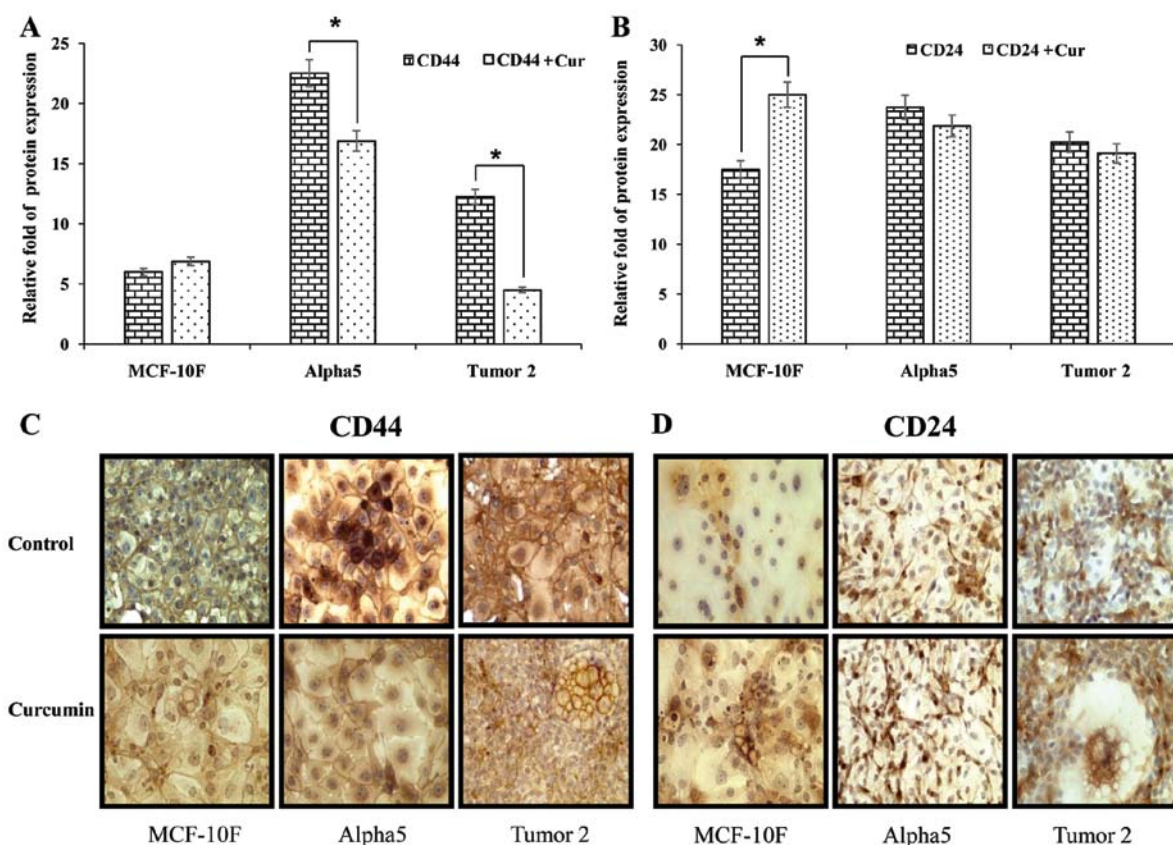 A
*
25
CD44
CD44 +Cur
20
*
15
10
5
0
Relative fold of protein expression
MCF-10F
Alpha5
Tumor 2
B
30
*
CD24
CD24 +Cur
25
20
15
10
5
0
Relative fold of protein expression
MCF-10F
Alpha5
Tumor 2
C
CD44
D
CD24
Control
Curcumin
MCF-10F
Alpha5
Tumor 2
MCF-10F
Alpha5
Tumor 2